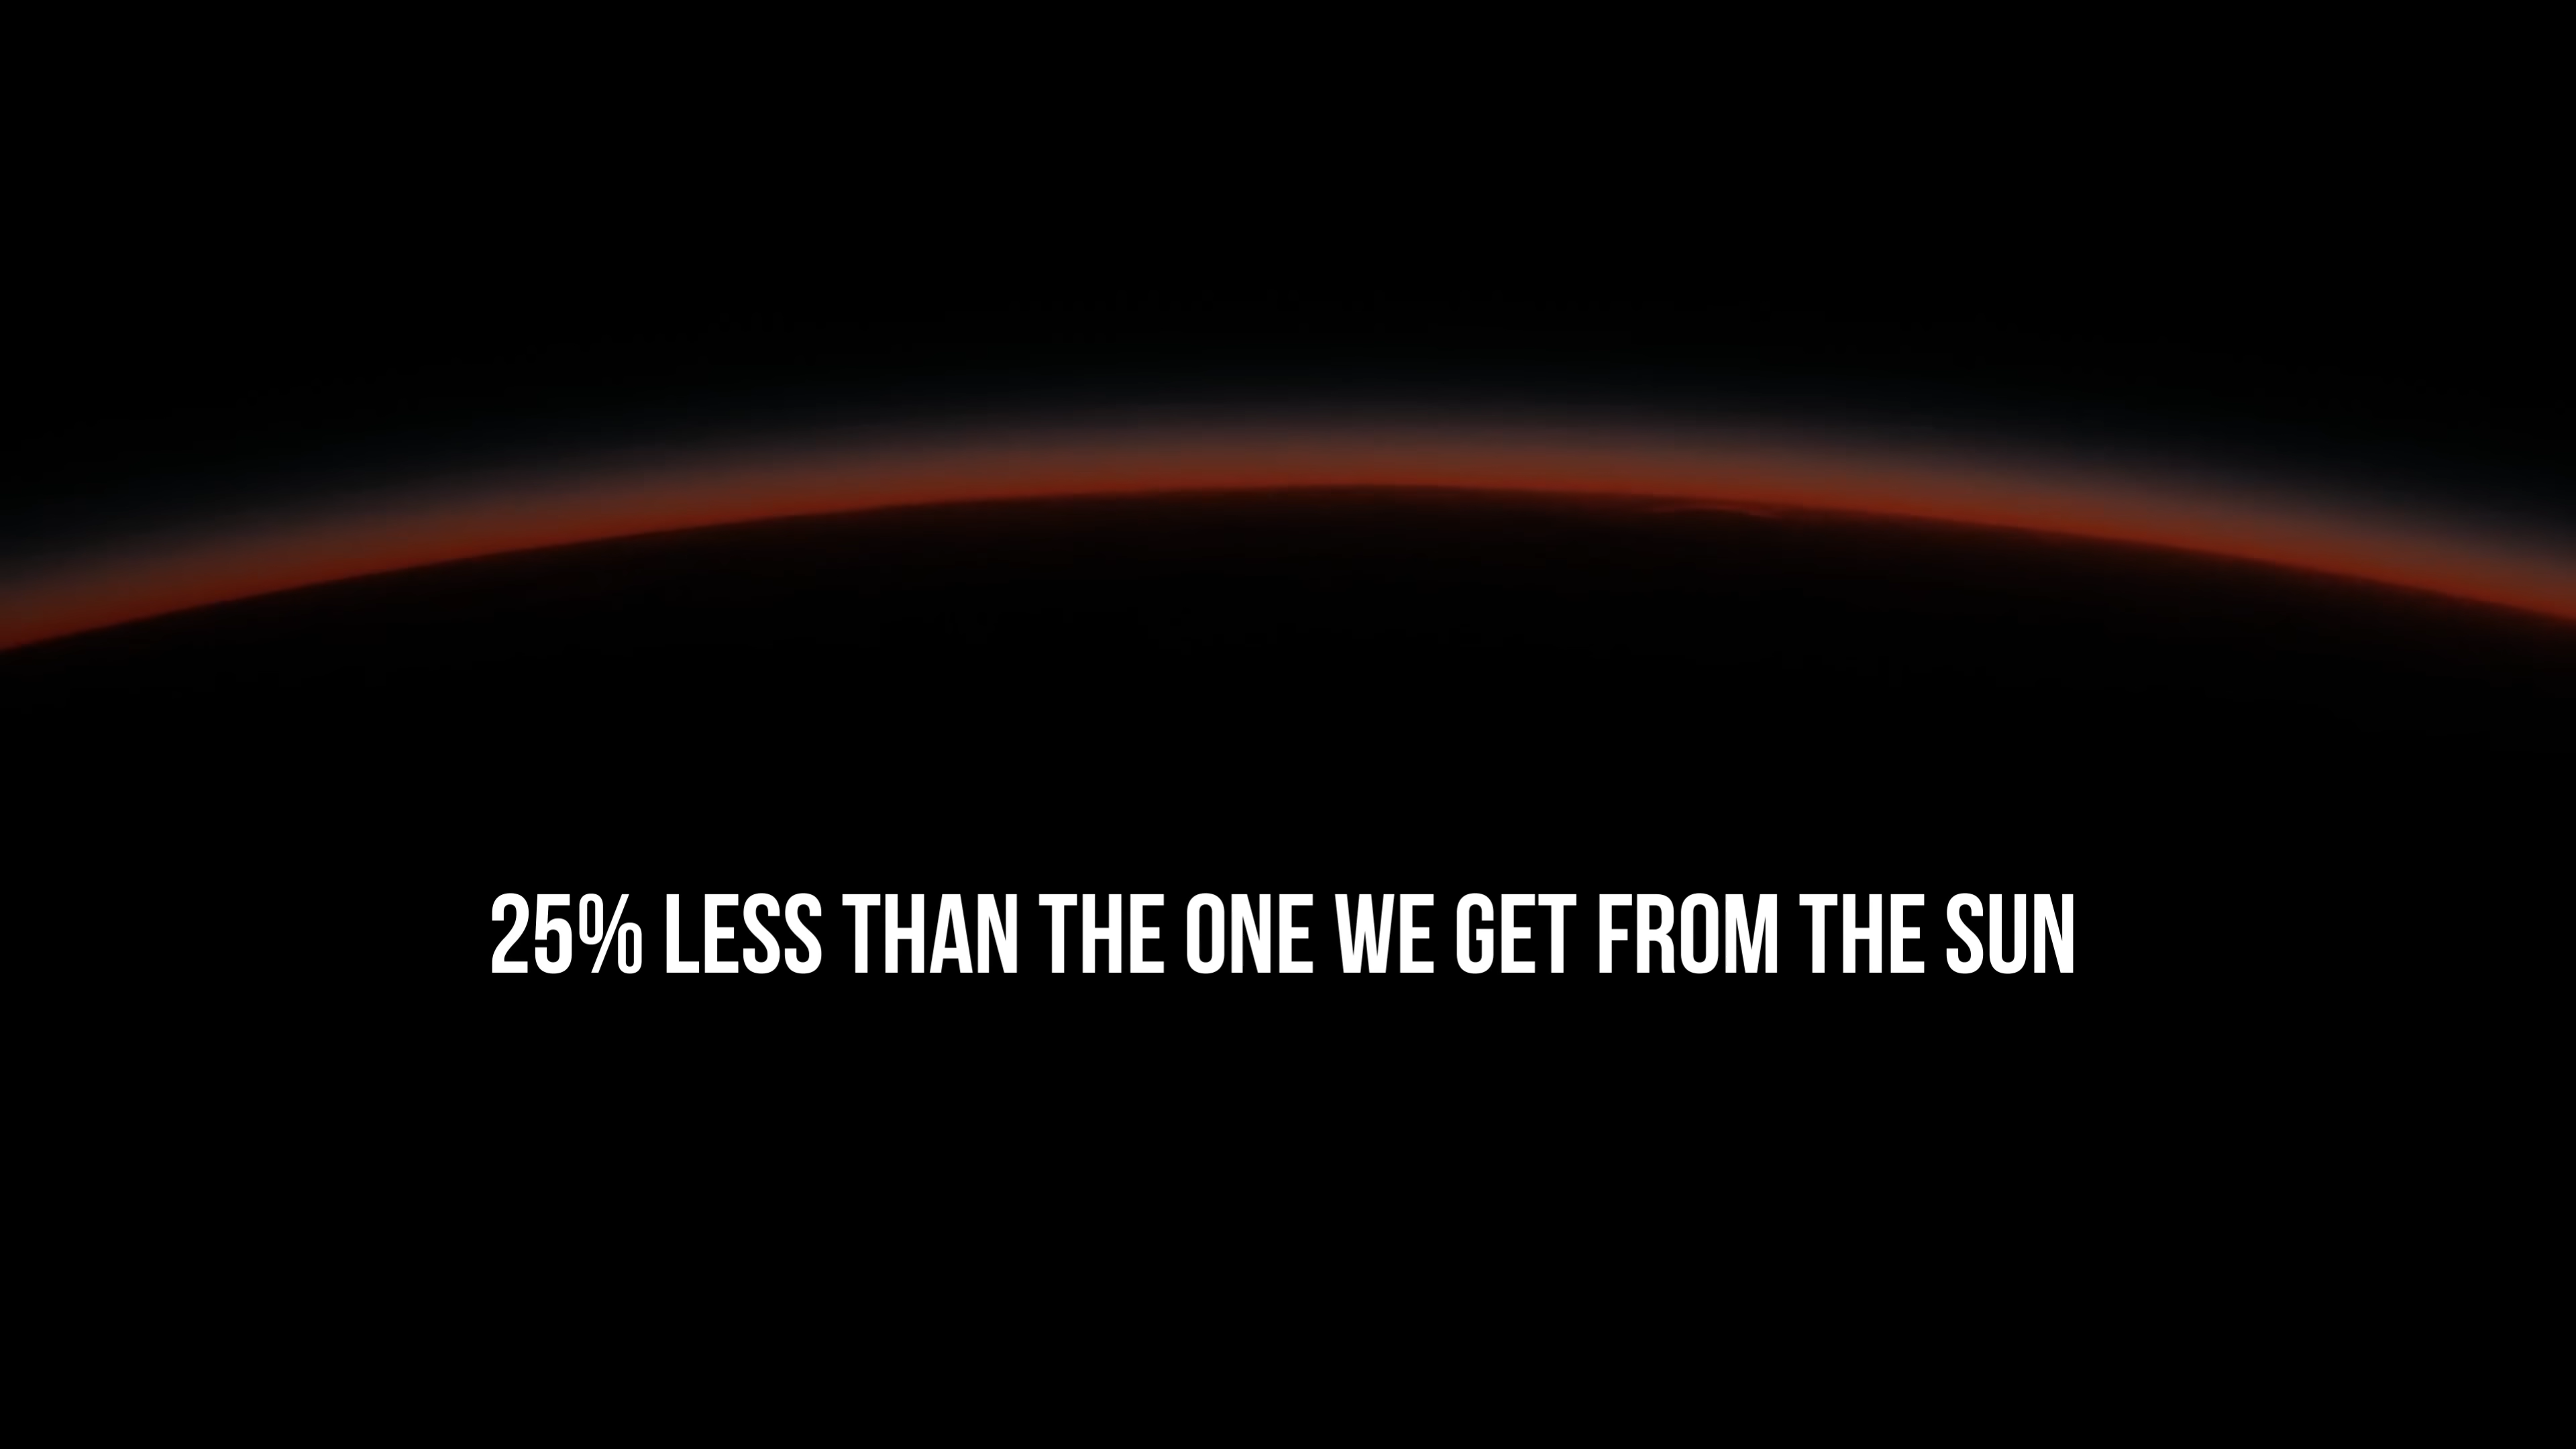 25% LESS THAN THE ONE WE GET FROM THE SUN